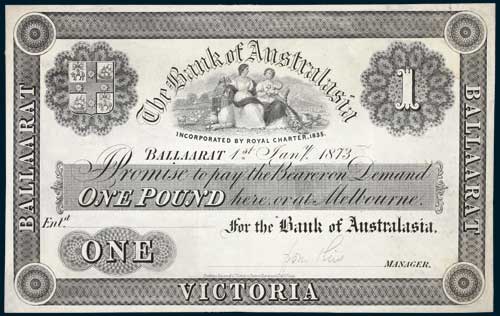 The Bank of Australasia
INCORPORATED BY ROYAL CHARTER, 1835.
1
BALLAARAT
BALLAARAT
BALLAARAT 1st Jany. 1873
Promise to pay the Bearer on Demand
ONE POUND here, or at Melbourne.
Entd.
For the Bank of Australasia.
ONE
MANAGER.
VICTORIA